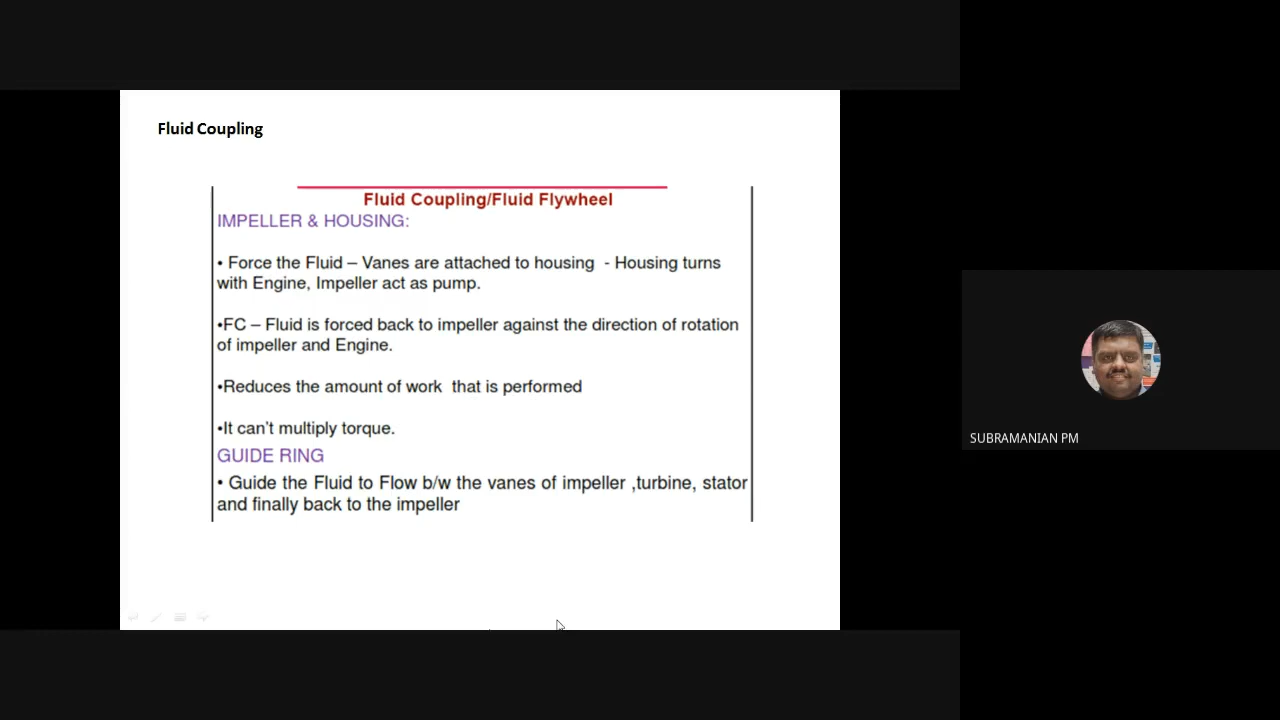 Fluid Coupling
Fluid Coupling/Fluid Flywheel
IMPELLER & HOUSING:
• Force the Fluid – Vanes are attached to housing  - Housing turns
with Engine, Impeller act as pump.
•FC – Fluid is forced back to impeller against the direction of rotation
of impeller and Engine.
•Reduces the amount of work  that is performed
•It can't multiply torque.
GUIDE RING
• Guide the Fluid to Flow b/w the vanes of impeller ,turbine, stator
and finally back to the impeller
SUBRAMANIAN PM